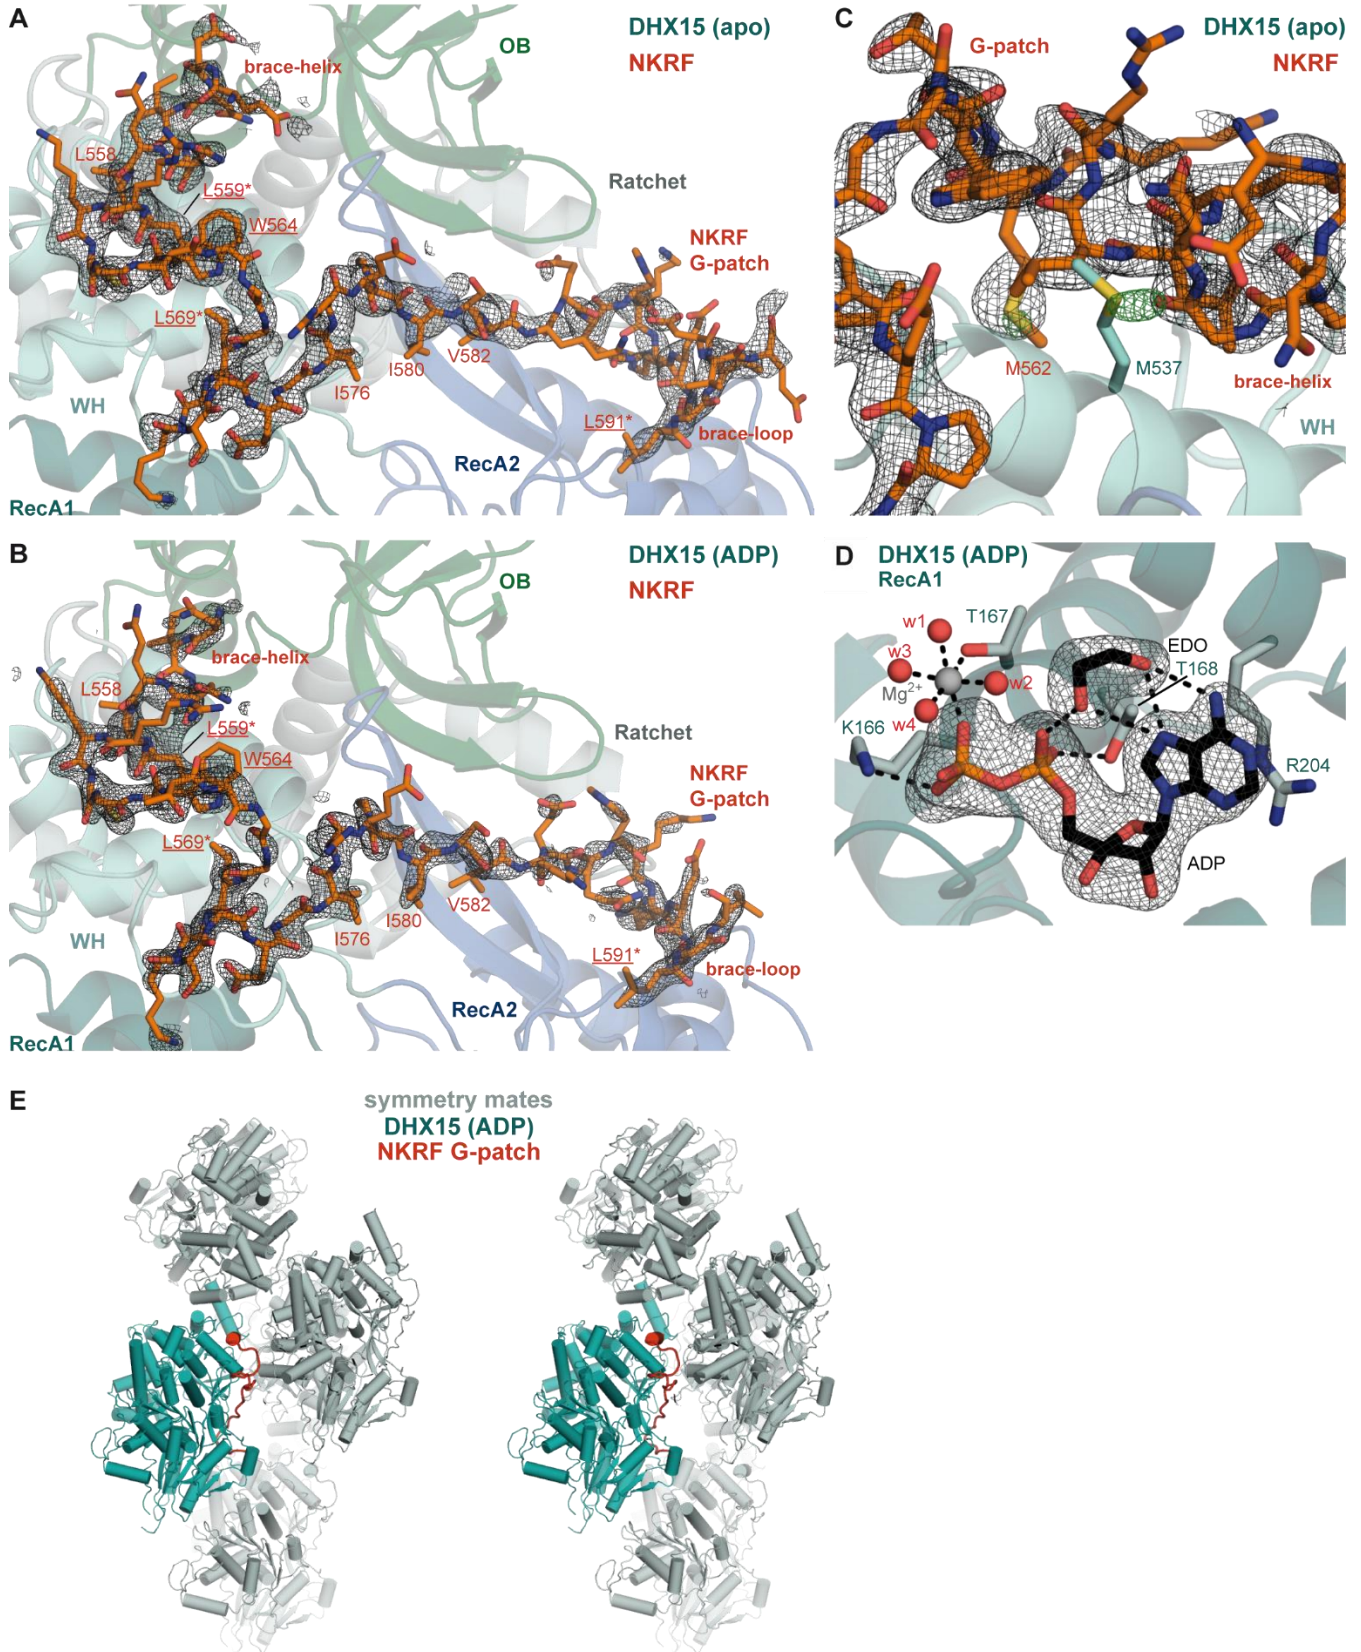 A
DHX15 (apo)
NKRF
OB
brace-helix
L558
L559*
W564
Ratchet
NKRF
G-patch
L569*
I580
V582
I576
WH
L591*
brace-loop
RecA2
RecA1
B
DHX15 (ADP)
NKRF
OB
brace-helix
L558
L559*
W564
Ratchet
NKRF
G-patch
L569*
I580
V582
I576
WH
L591*
brace-loop
RecA2
RecA1
C
G-patch
DHX15 (apo)
NKRF
M562
M537
brace-helix
WH
D
DHX15 (ADP)
RecA1
w1
T167
w3
EDO
T168
Mg²⁺
w2
w4
K166
R204
ADP
E
symmetry mates
DHX15 (ADP)
NKRF G-patch